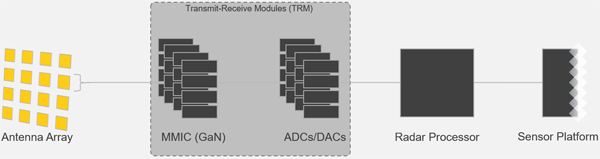 Transmit-Receive Modules (TRM)
Antenna Array
MMIC (GaN)
ADCs/DACs
Radar Processor
Sensor Platform